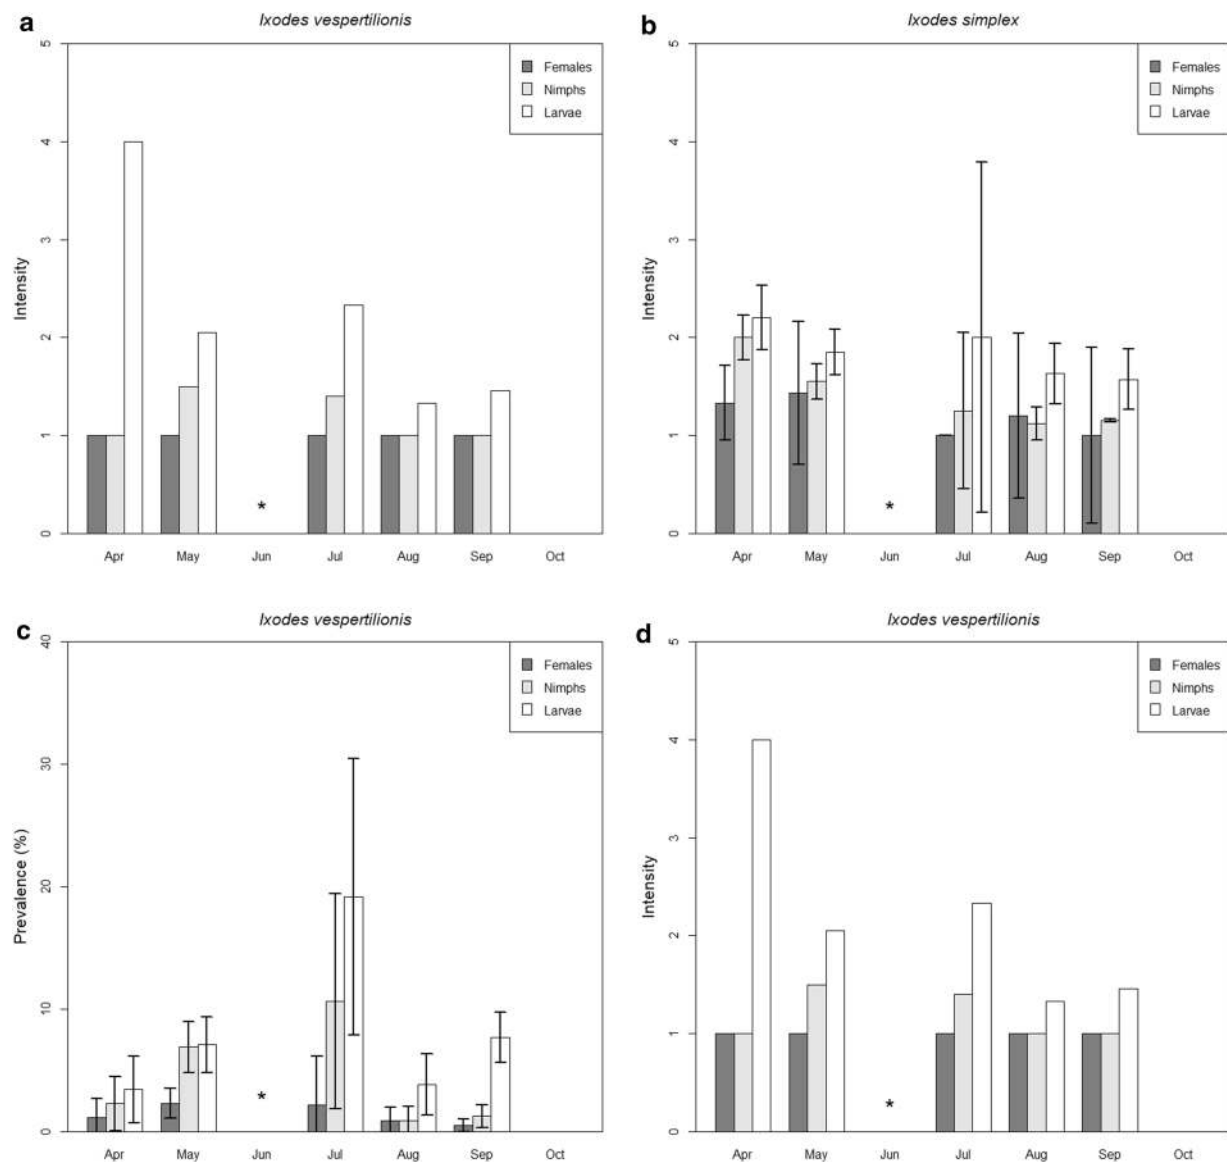 a
Ixodes vespertilionis
5
4
3
2
1
0
Intensity
Females
Nimphs
Larvae
*
Apr May Jun Jul Aug Sep Oct
b
Ixodes simplex
5
4
3
2
1
0
Intensity
Females
Nimphs
Larvae
*
Apr May Jun Jul Aug Sep Oct
c
Ixodes vespertilionis
40
30
20
10
0
Prevalence (%)
Females
Nimphs
Larvae
*
Apr May Jun Jul Aug Sep Oct
d
Ixodes vespertilionis
5
4
3
2
1
0
Intensity
Females
Nimphs
Larvae
*
Apr May Jun Jul Aug Sep Oct